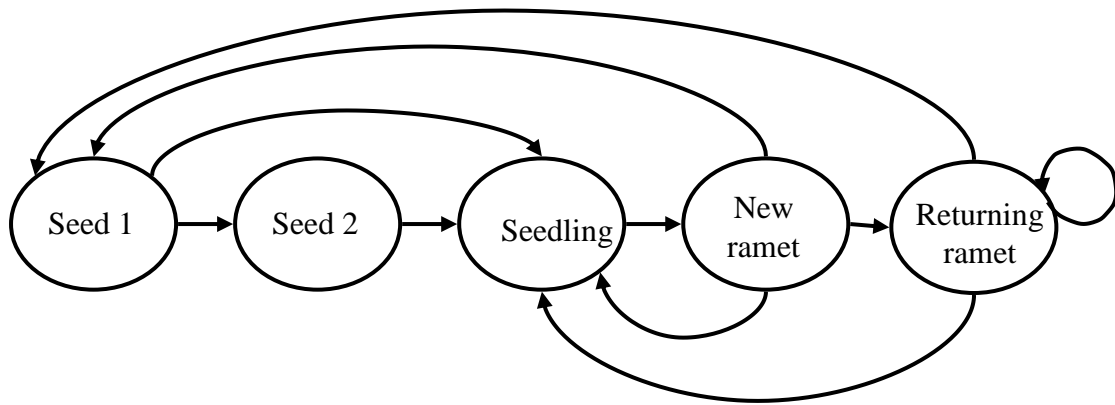 Seed 1
Seed 2
Seedling
New
ramet
Returning
ramet